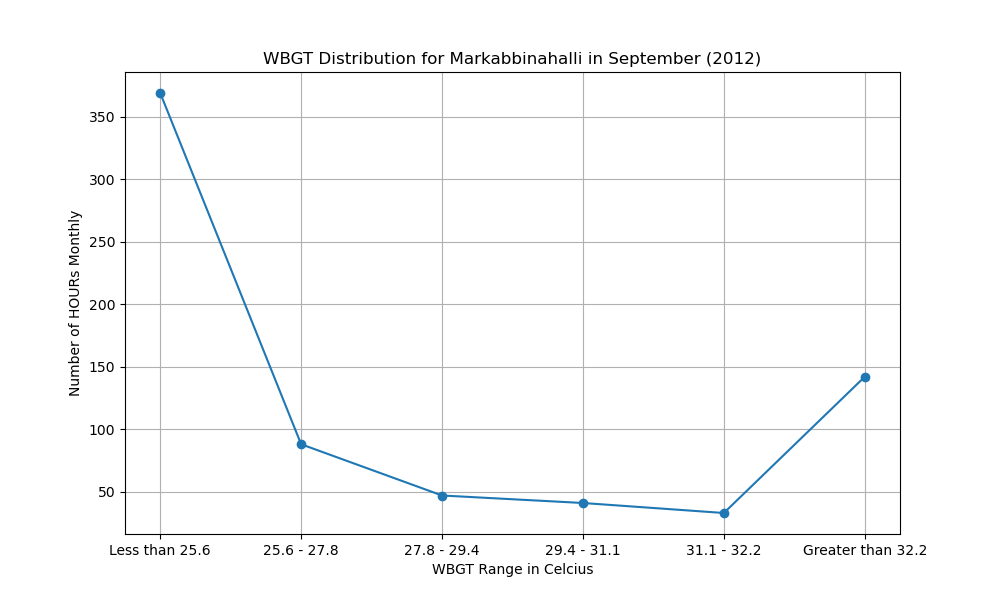 WBGT Distribution for Markabbinahalli in September (2012)
Number of HOURs Monthly
350
300
250
200
150
100
50
Less than 25.6
25.6 - 27.8
27.8 - 29.4
29.4 - 31.1
31.1 - 32.2
Greater than 32.2
WBGT Range in Celcius